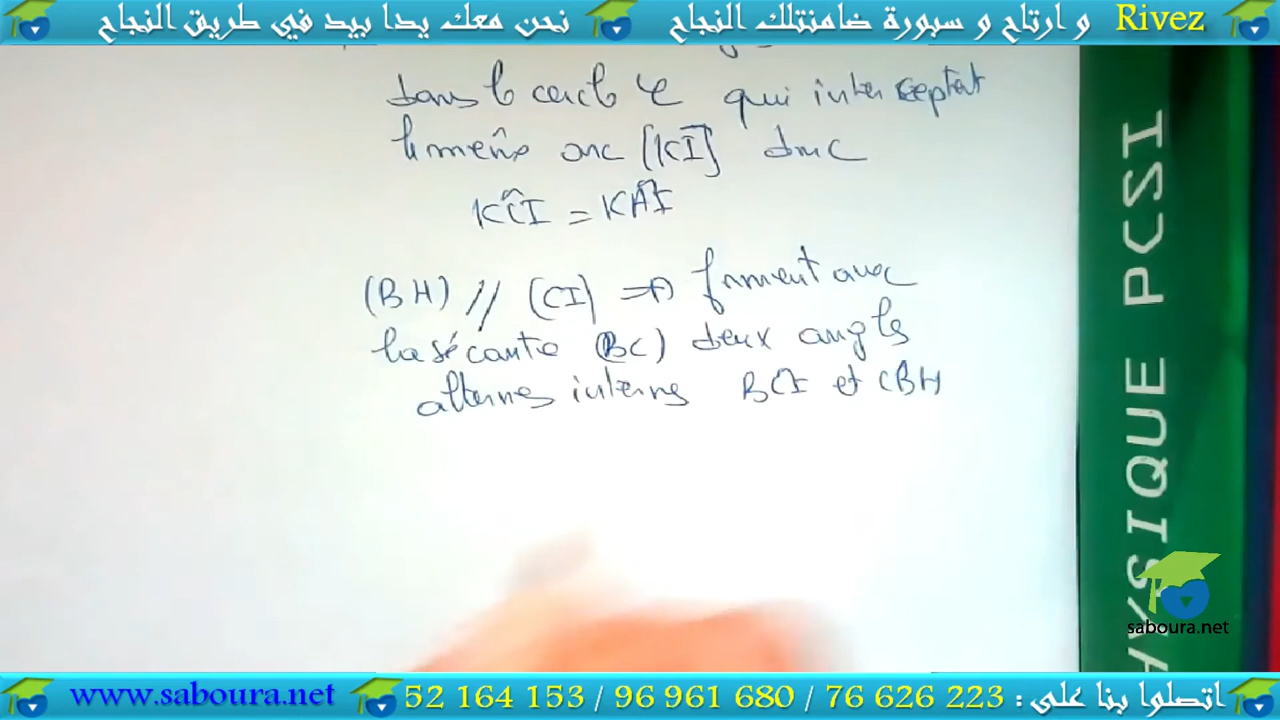 نحن معك يدا بيد في طريق النجاح
Rivez و ارتاح و سبورة ضامنتلك النجاح
dans le cercle 𝒞 qui interceptent
le même arc [KI] donc
KĈI = KÂI
(BH) // (CI) ⇒ forment avec
la sécante (BC) deux angles
alternes internes BCI et CBH
PHYSIQUE PCSI
saboura.net
www.saboura.net
52 164 153 / 96 961 680 / 76 626 223 : اتصلوا بنا على